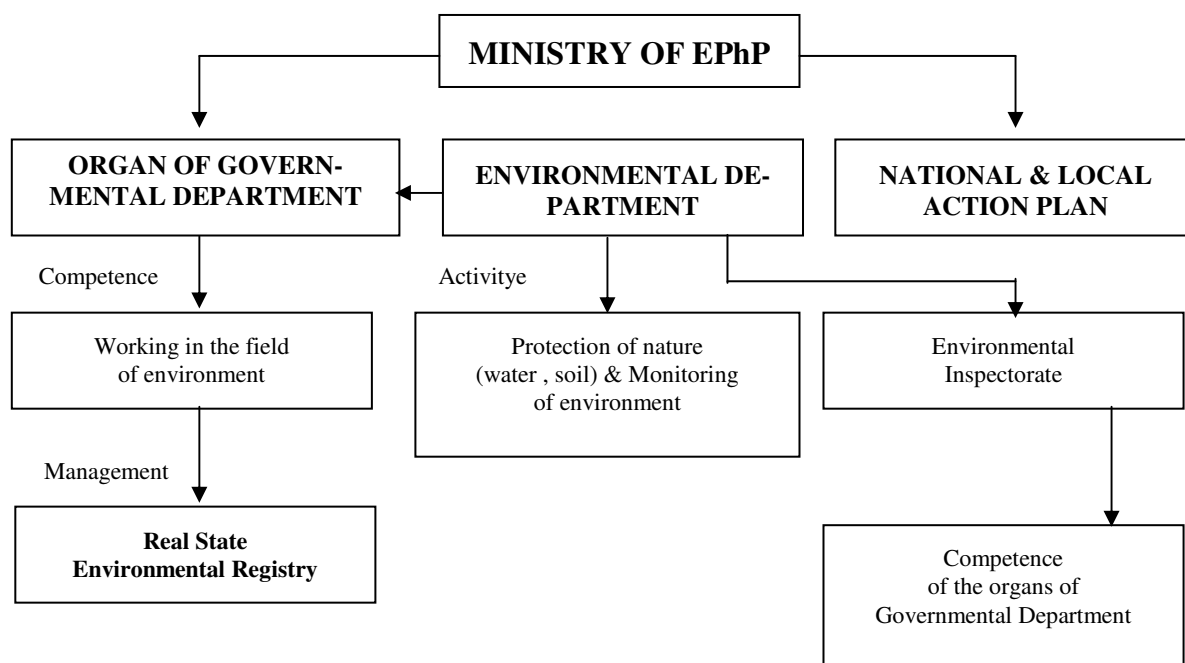 MINISTRY OF EPhP
ORGAN OF GOVERN-
MENTAL DEPARTMENT
ENVIRONMENTAL DE-
PARTMENT
NATIONAL & LOCAL
ACTION PLAN
Competence
Activitye
Working in the field
of environment
Protection of nature
(water , soil) & Monitoring
of environment
Environmental
Inspectorate
Management
Real State
Environmental Registry
Competence
of the organs of
Governmental Department